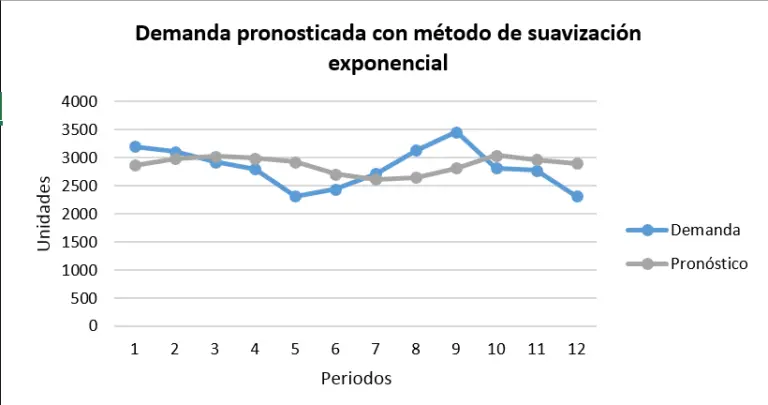 Demanda pronosticada con método de suavización
exponencial
4000
3500
3000
2500
2000
1500
1000
500
0
Unidades
1 2 3 4 5 6 7 8 9 10 11 12
Periodos
Demanda
Pronóstico